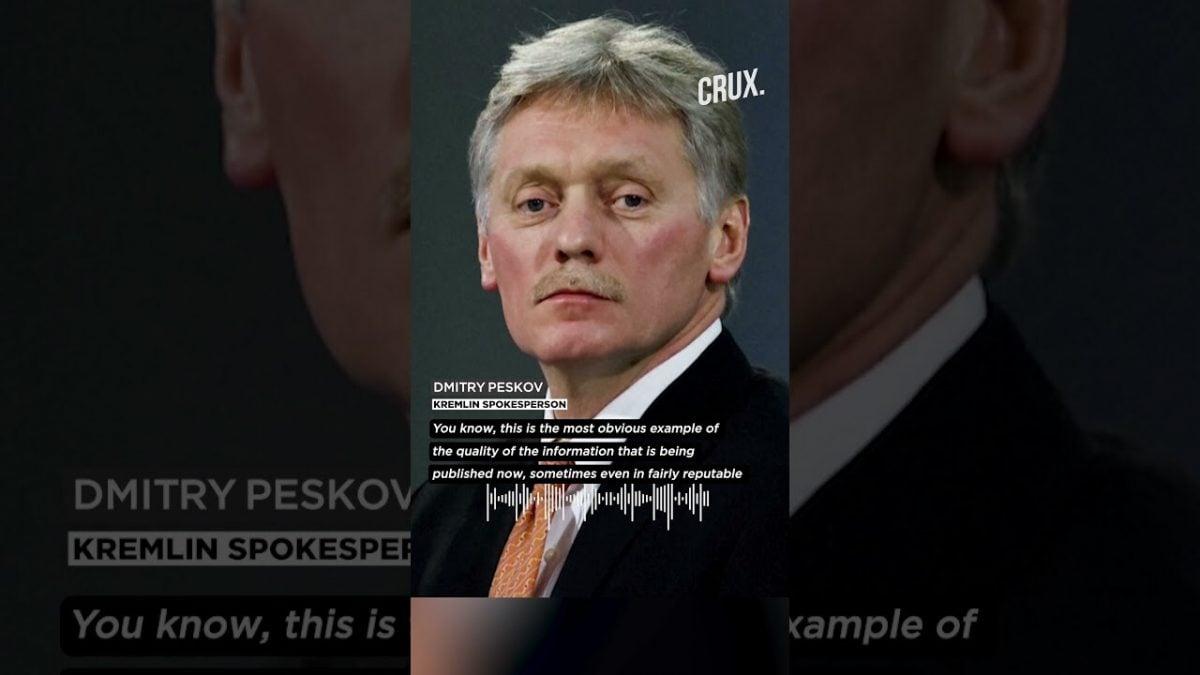 CRUX.
DMITRY PESKOV
KREMLIN SPOKESPERSON
You know, this is the most obvious example of
the quality of the information that is being
published now, sometimes even in fairly reputable
DMITRY PESKOV
KREMLIN SPOKESPER
You know, this is
xample of